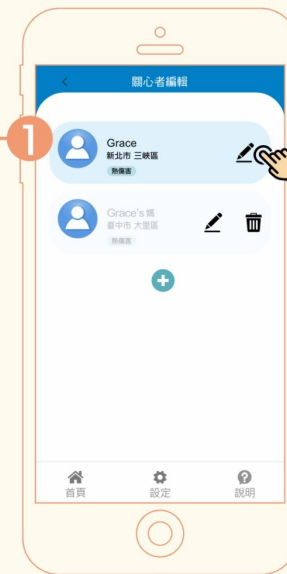 關心者編輯
1
Grace
新北市 三峽區
熱傷害
Grace's 媽
臺中市 大里區
熱傷害
首頁
設定
說明